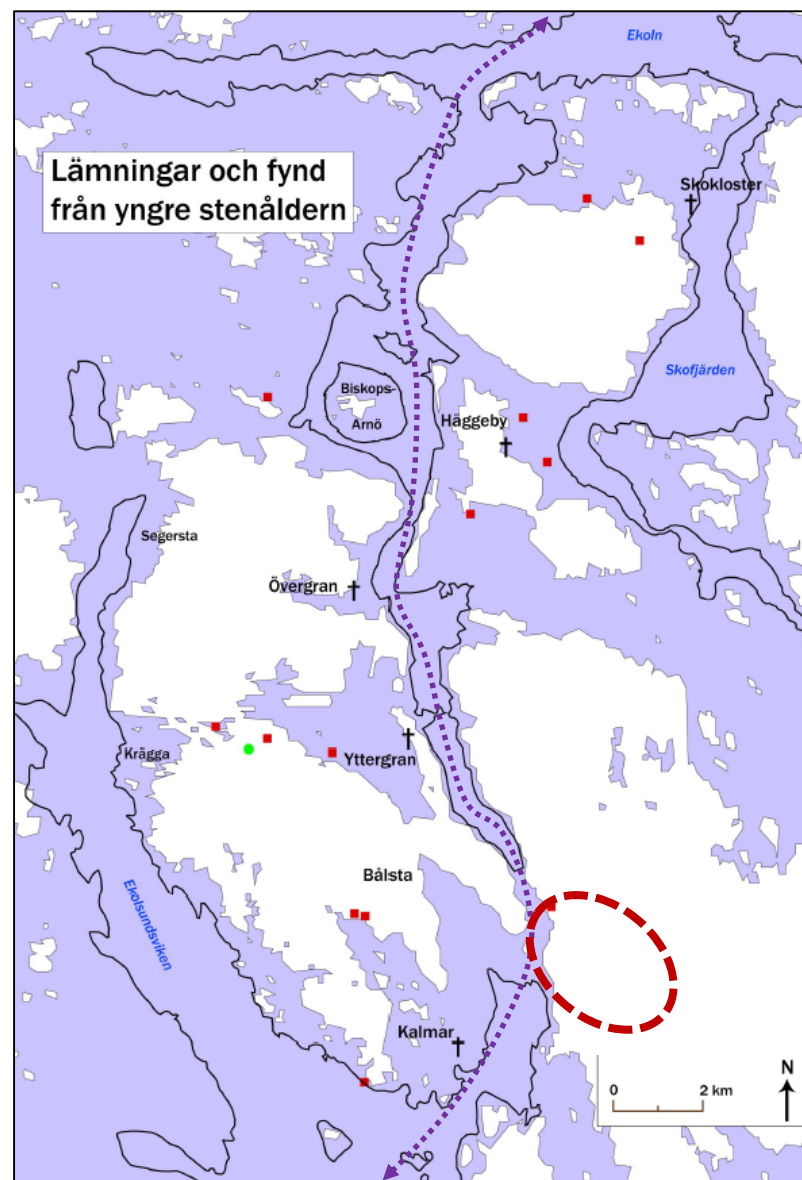 Ekoln
Lämningar och fynd
från yngre stenåldern
Skokloster
Skofjärden
Biskops-
Arnö
Häggeby
Segersta
Övergran
Krägga
Yttergran
Bålsta
Ekolsundsviken
Kalmar
N
0 2 km